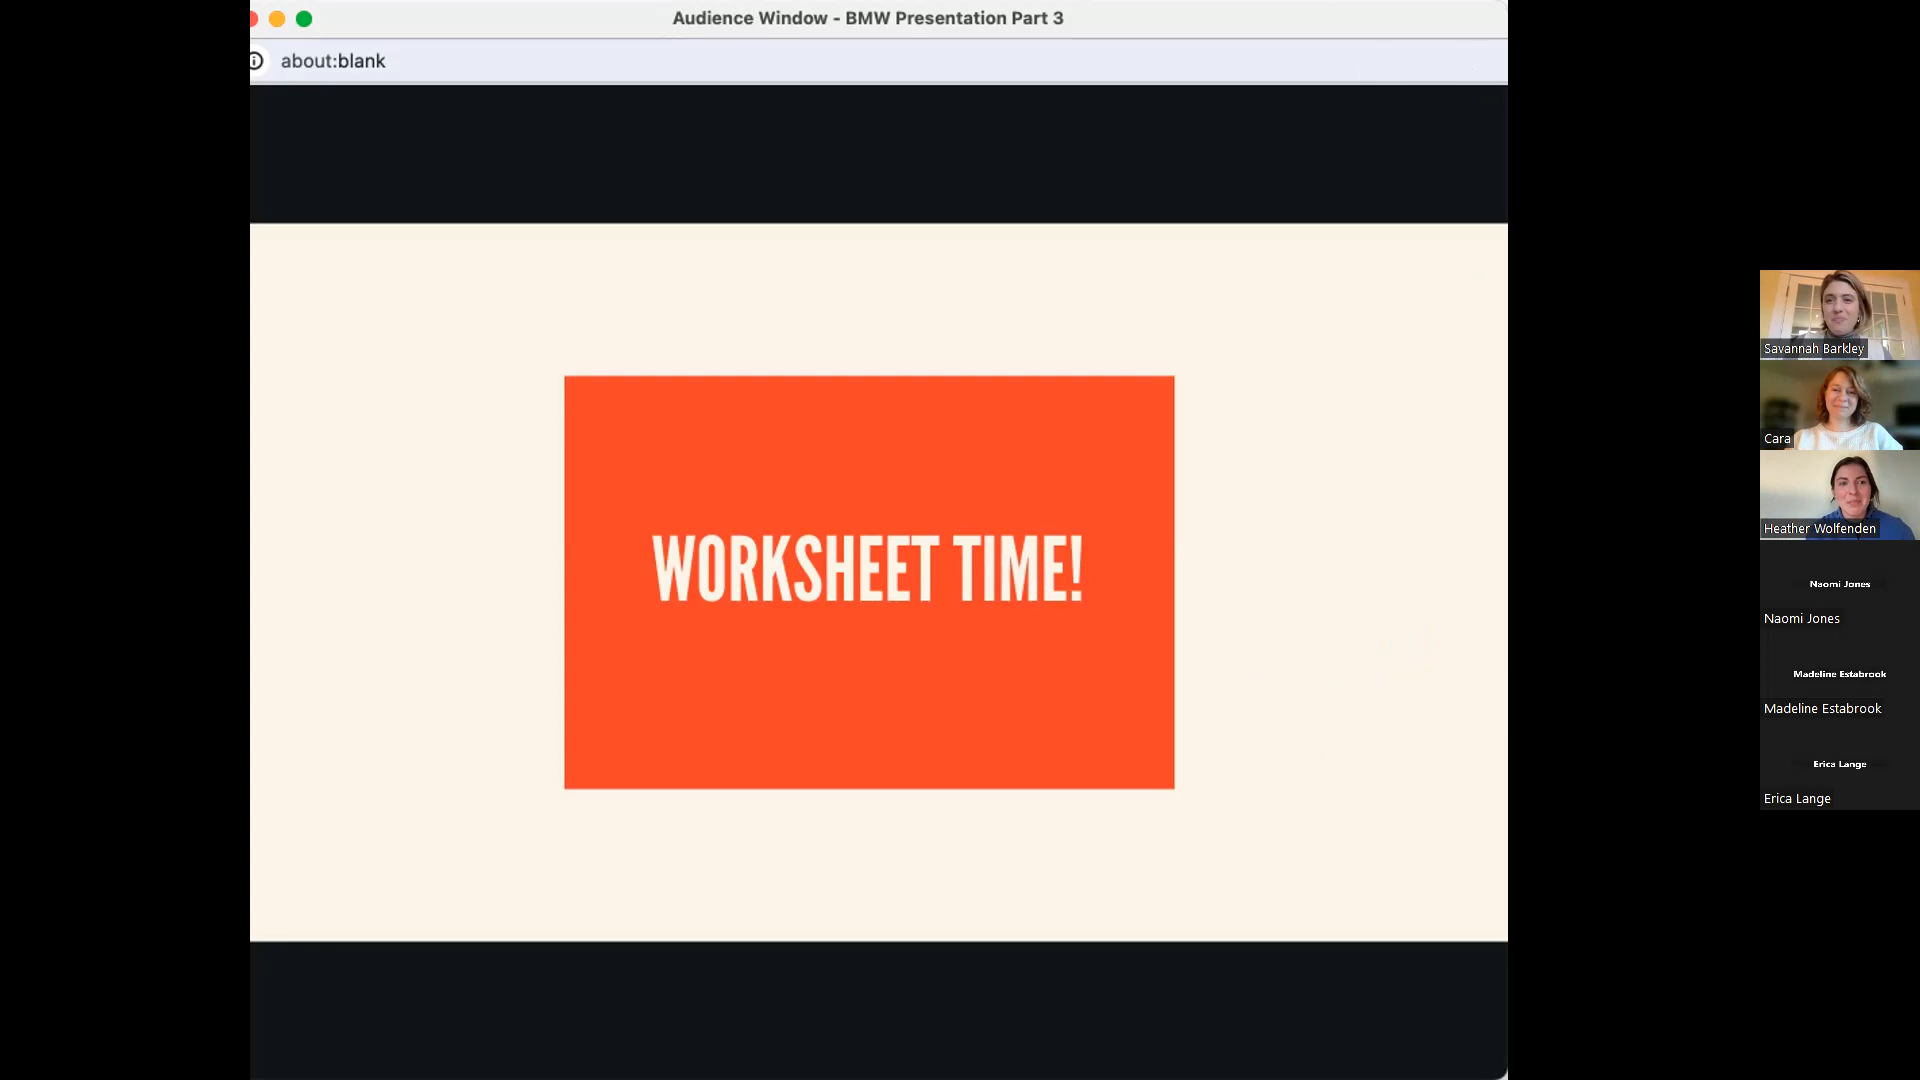 Audience Window - BMW Presentation Part 3
about:blank
WORKSHEET TIME!
Savannah Barkley
Cara
Heather Wolfenden
Naomi Jones
Naomi Jones
Madeline Estabrook
Madeline Estabrook
Erica Lange
Erica Lange